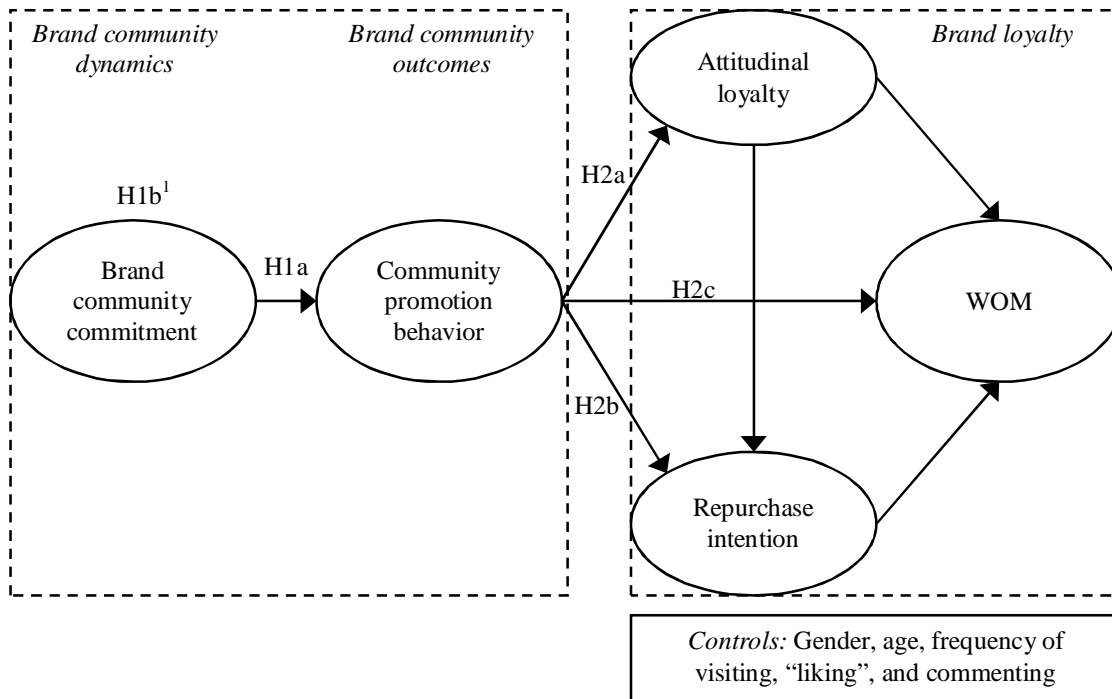 Brand community
dynamics
Brand community
outcomes
Brand loyalty
Attitudinal
loyalty
H2a
H1b¹
Brand
community
commitment
H1a
Community
promotion
behavior
H2c
WOM
H2b
Repurchase
intention
Controls: Gender, age, frequency of
visiting, “liking”, and commenting